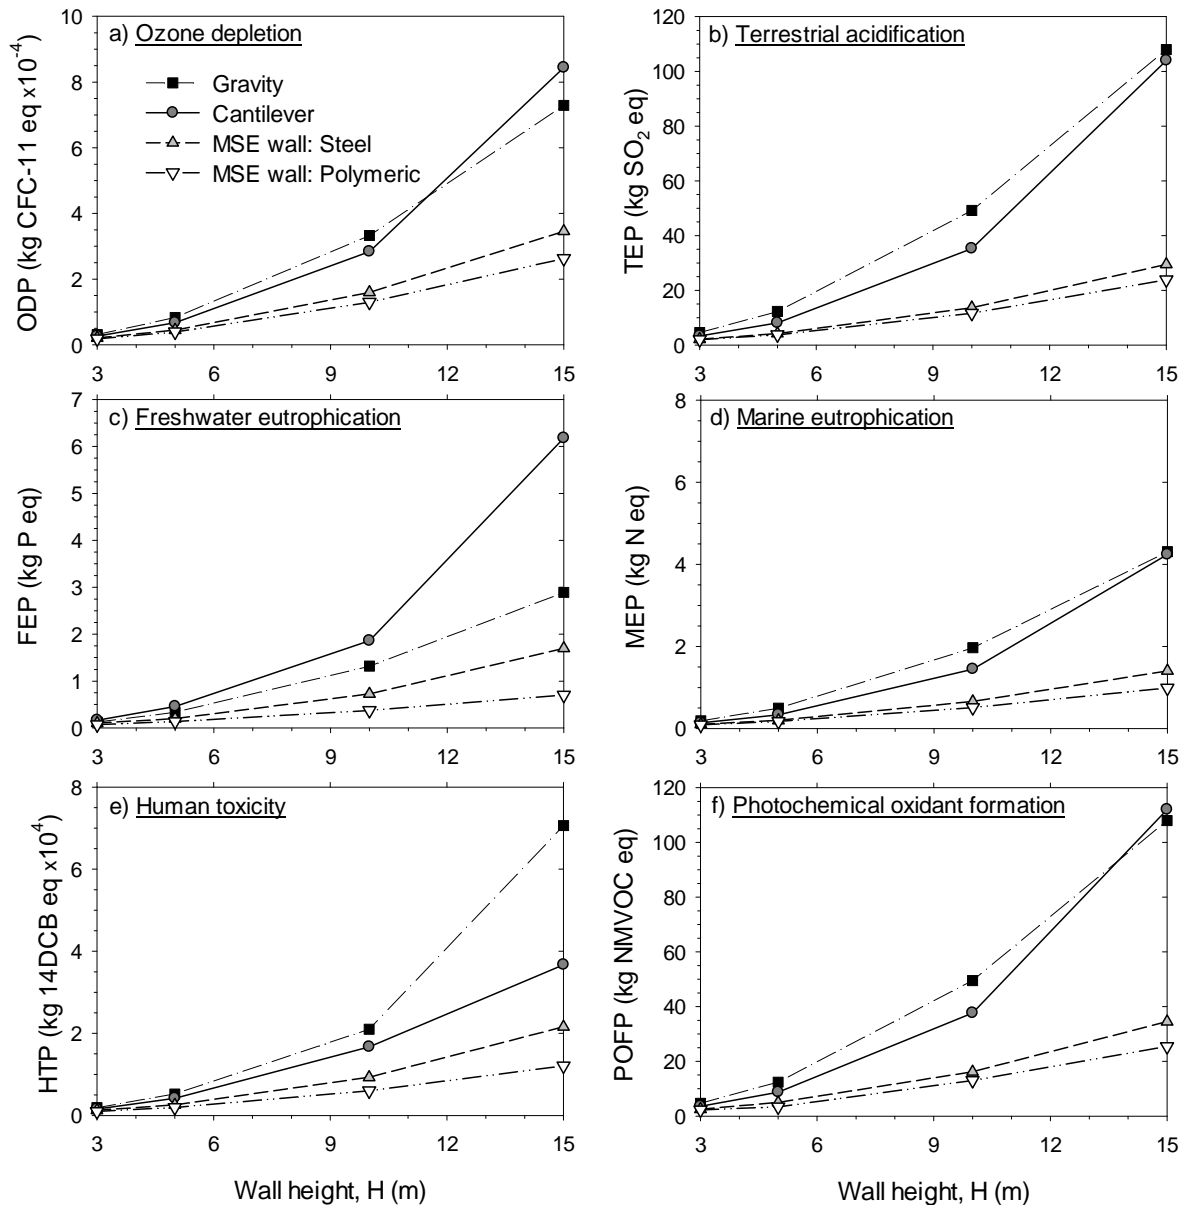 a) Ozone depletion
Gravity
Cantilever
MSE wall: Steel
MSE wall: Polymeric
ODP (kg CFC-11 eq x10⁻⁴)
10
8
6
4
2
0
3 6 9 12 15
b) Terrestrial acidification
TEP (kg SO₂ eq)
120
100
80
60
40
20
0
3 6 9 12 15
c) Freshwater eutrophication
FEP (kg P eq)
7
6
5
4
3
2
1
0
3 6 9 12 15
d) Marine eutrophication
MEP (kg N eq)
8
6
4
2
0
3 6 9 12 15
e) Human toxicity
HTP (kg 14DCB eq x10⁴)
8
6
4
2
0
3 6 9 12 15
Wall height, H (m)
f) Photochemical oxidant formation
POFP (kg NMVOC eq)
120
100
80
60
40
20
0
3 6 9 12 15
Wall height, H (m)